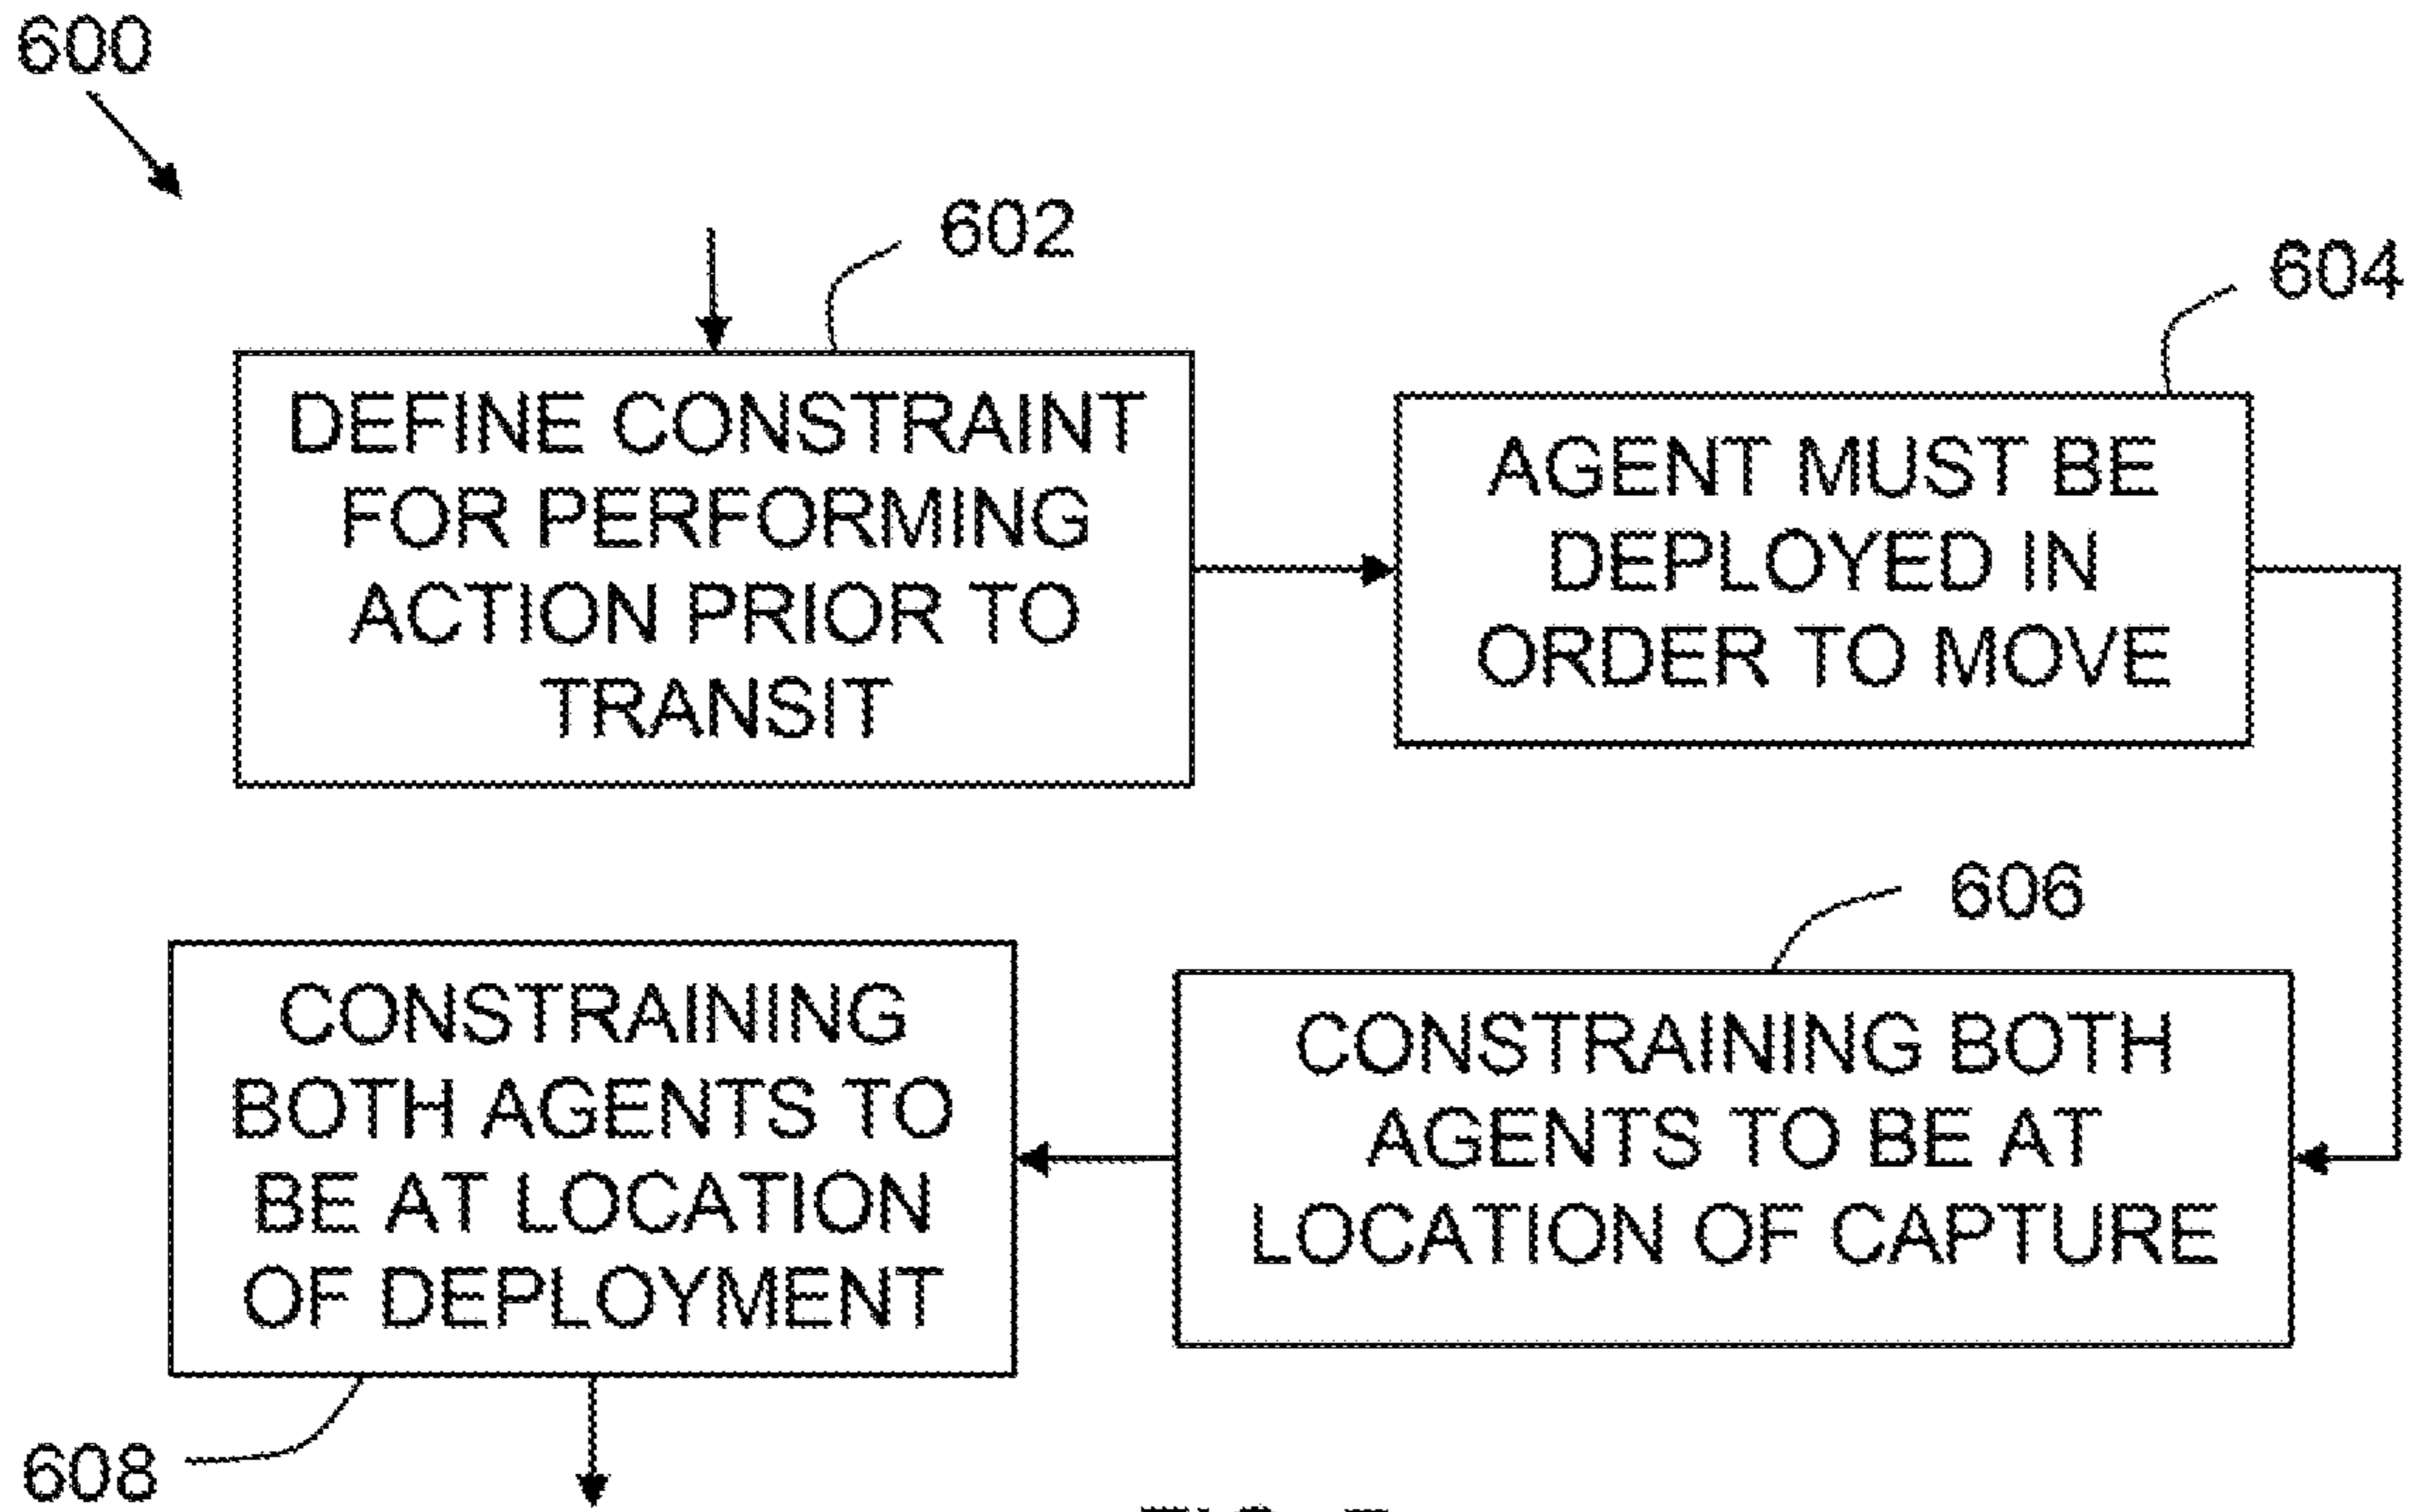 600
602
DEFINE CONSTRAINT
FOR PERFORMING
ACTION PRIOR TO
TRANSIT
604
AGENT MUST BE
DEPLOYED IN
ORDER TO MOVE
606
CONSTRAINING BOTH
AGENTS TO BE AT
LOCATION OF CAPTURE
CONSTRAINING
BOTH AGENTS TO
BE AT LOCATION
OF DEPLOYMENT
608